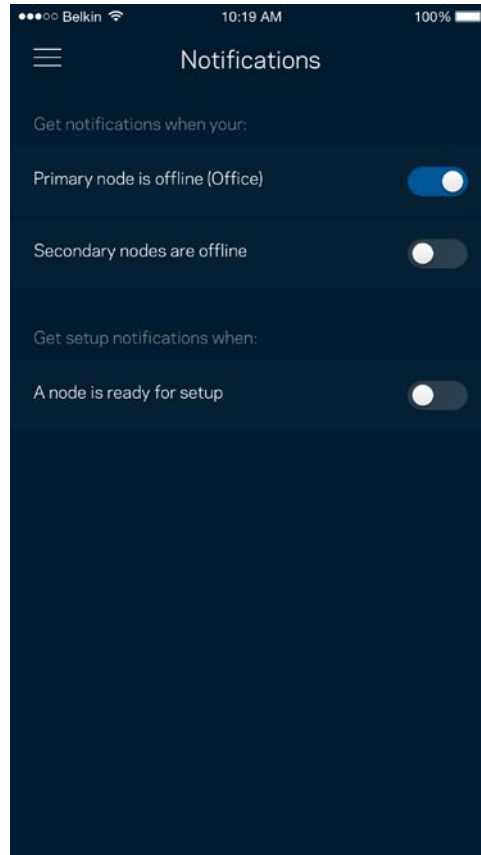 Belkin 10:19 AM 100%
Notifications
Get notifications when your:
Primary node is offline (Office)
Secondary nodes are offline
Get setup notifications when:
A node is ready for setup